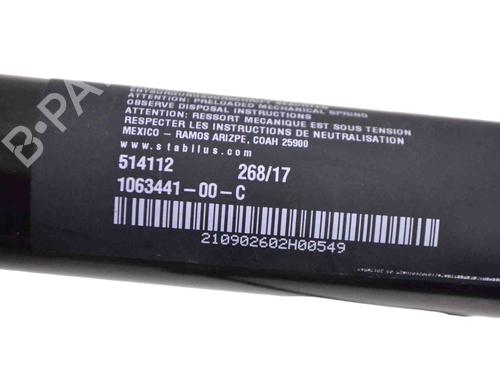 ATTENTION: PRELOADED MECHANICAL SPRING
OBSERVE DISPOSAL INSTRUCTIONS
ATTENTION: RESSORT MECANIQUE EST SOUS TENSION
RESPECTER LES INSTRUCTIONS DE NEUTRALISATION
MEXICO - RAMOS ARIZPE, COAH 25900
www.stabilus.com
514112 268/17
1063441-00-C
210902602H00549
B-PA